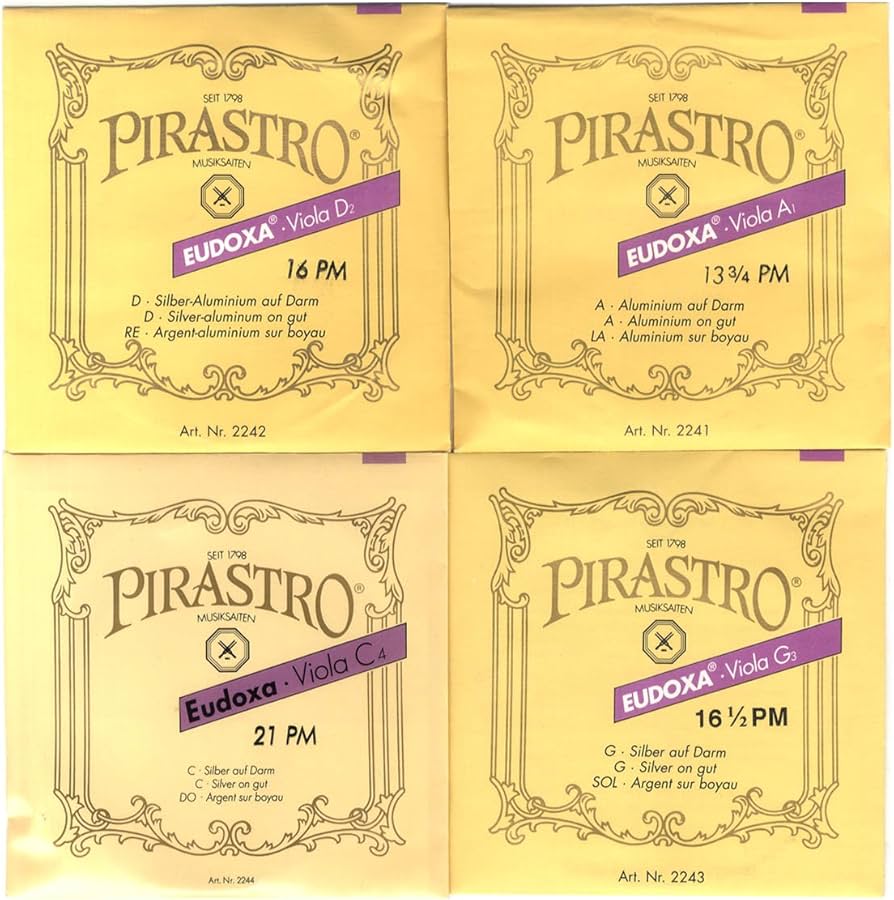 SEIT 1798
PIRASTRO®
MUSIKSAITEN
EUDOXA® · Viola D2
16 PM
D · Silber-Aluminium auf Darm
D · Silver-aluminum on gut
RE · Argent-aluminium sur boyau
Art. Nr. 2242
SEIT 1798
PIRASTRO®
MUSIKSAITEN
EUDOXA® · Viola A1
13 3/4 PM
A · Aluminium auf Darm
A · Aluminium on gut
LA · Aluminium sur boyau
Art. Nr. 2241
SEIT 1798
PIRASTRO®
MUSIKSAITEN
Eudoxa · Viola C4
21 PM
C · Silber auf Darm
C · Silver on gut
DO · Argent sur boyau
Art. Nr. 2244
SEIT 1798
PIRASTRO®
MUSIKSAITEN
EUDOXA® · Viola G3
16 ½ PM
G · Silber auf Darm
G · Silver on gut
SOL · Argent sur boyau
Art. Nr. 2243